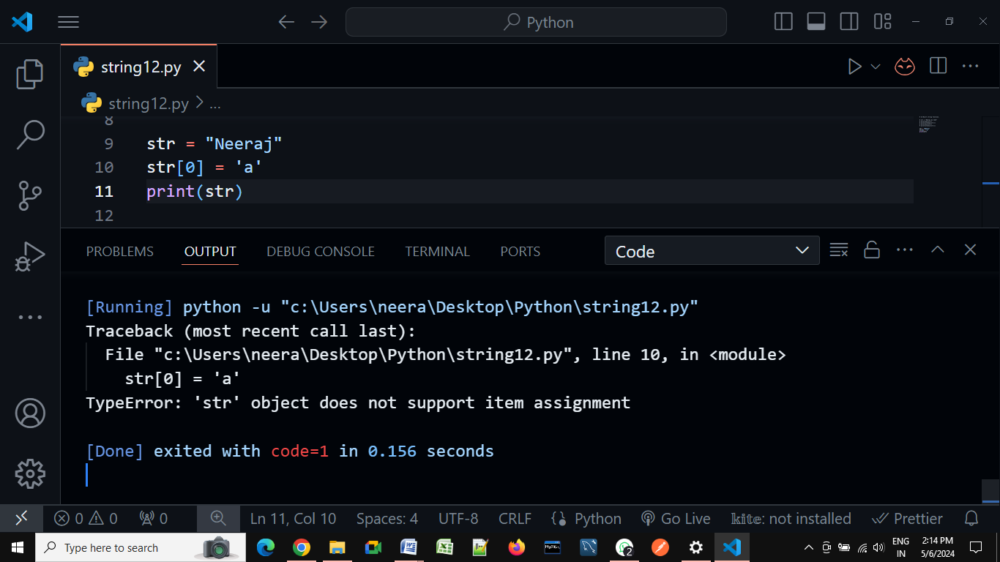 Python
string12.py
string12.py > ...
8
9 str = "Neeraj"
10 str[0] = 'a'
11 print(str)
12
PROBLEMS OUTPUT DEBUG CONSOLE TERMINAL PORTS Code
[Running] python -u "c:\Users\neera\Desktop\Python\string12.py"
Traceback (most recent call last):
File "c:\Users\neera\Desktop\Python\string12.py", line 10, in <module>
str[0] = 'a'
TypeError: 'str' object does not support item assignment
[Done] exited with code=1 in 0.156 seconds
0 0 0 Ln 11, Col 10 Spaces: 4 UTF-8 CRLF Python Go Live kite: not installed Prettier
Type here to search 2 ENG 2:14 PM
IN 5/6/2024